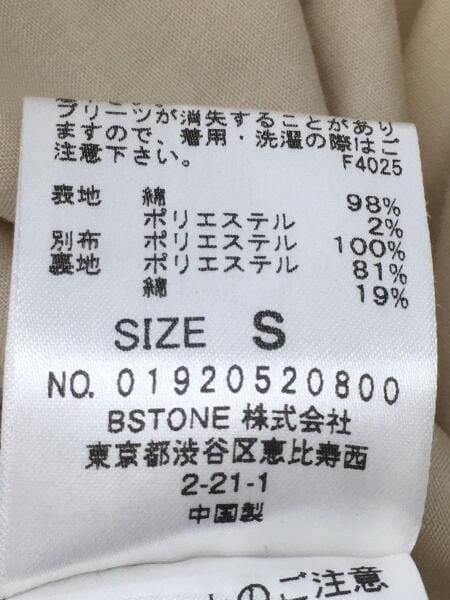 プリーツが消失することがあり
ますので、着用・洗濯の際はご
注意下さい。
F4025
表地 綿 98%
ポリエステル 2%
別布 ポリエステル 100%
裏地 ポリエステル 81%
綿 19%
SIZE S
NO. 01920520800
BSTONE 株式会社
東京都渋谷区恵比寿西
2-21-1
中国製
のご注意